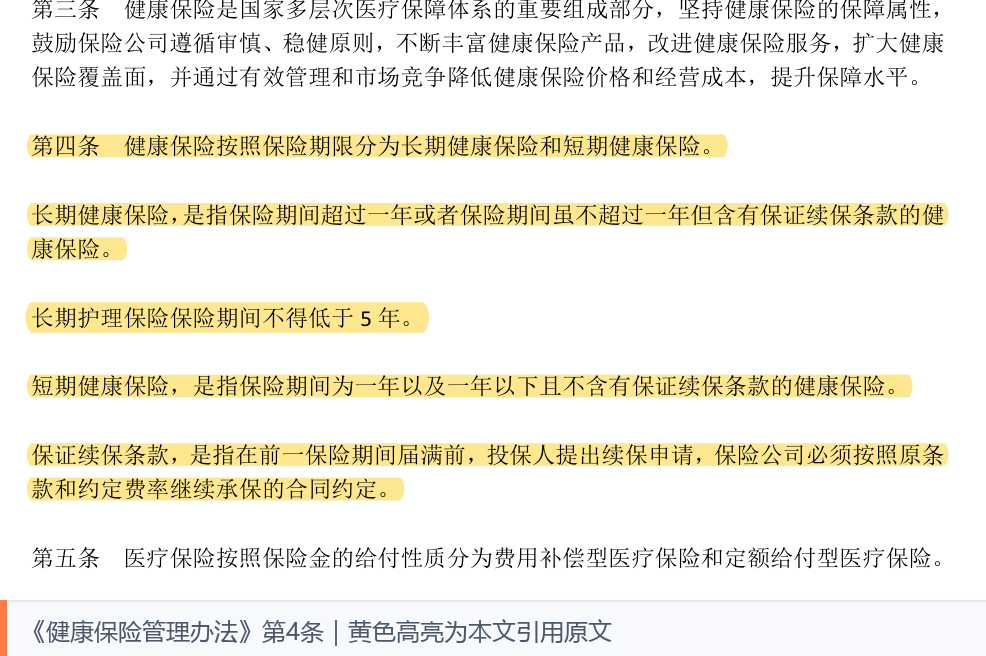 第三条　健康保险是国家多层次医疗保障体系的重要组成部分，坚持健康保险的保障属性，
鼓励保险公司遵循审慎、稳健原则，不断丰富健康保险产品，改进健康保险服务，扩大健康
保险覆盖面，并通过有效管理和市场竞争降低健康保险价格和经营成本，提升保障水平。
第四条　健康保险按照保险期限分为长期健康保险和短期健康保险。
长期健康保险，是指保险期间超过一年或者保险期间虽不超过一年但含有保证续保条款的健
康保险。
长期护理保险保险期间不得低于 5 年。
短期健康保险，是指保险期间为一年以及一年以下且不含有保证续保条款的健康保险。
保证续保条款，是指在前一保险期间届满前，投保人提出续保申请，保险公司必须按照原条
款和约定费率继续承保的合同约定。
第五条　医疗保险按照保险金的给付性质分为费用补偿型医疗保险和定额给付型医疗保险。
《健康保险管理办法》第4条｜黄色高亮为本文引用原文